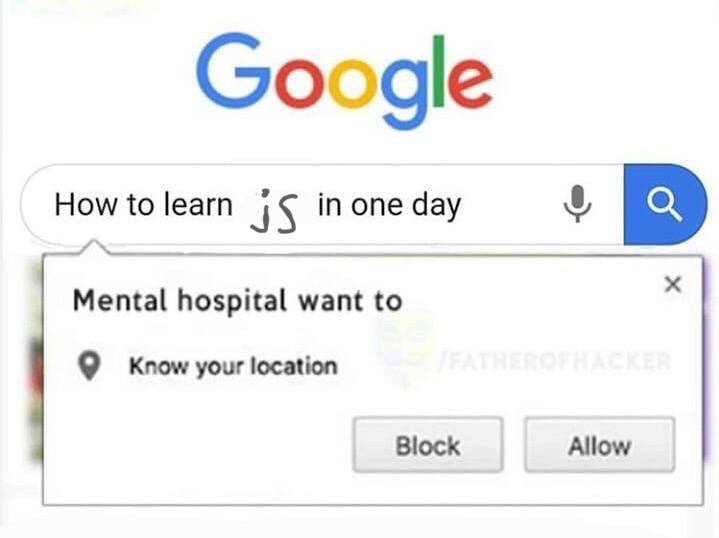 Google
How to learn js in one day
Mental hospital want to
Know your location
/FATHEROFHACKER
Block Allow